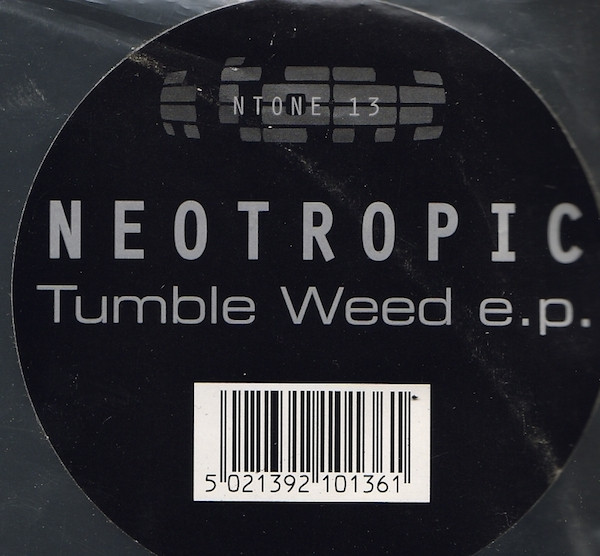 NTONE 13
NEOTROPIC
Tumble Weed e.p.
5 021392 101361